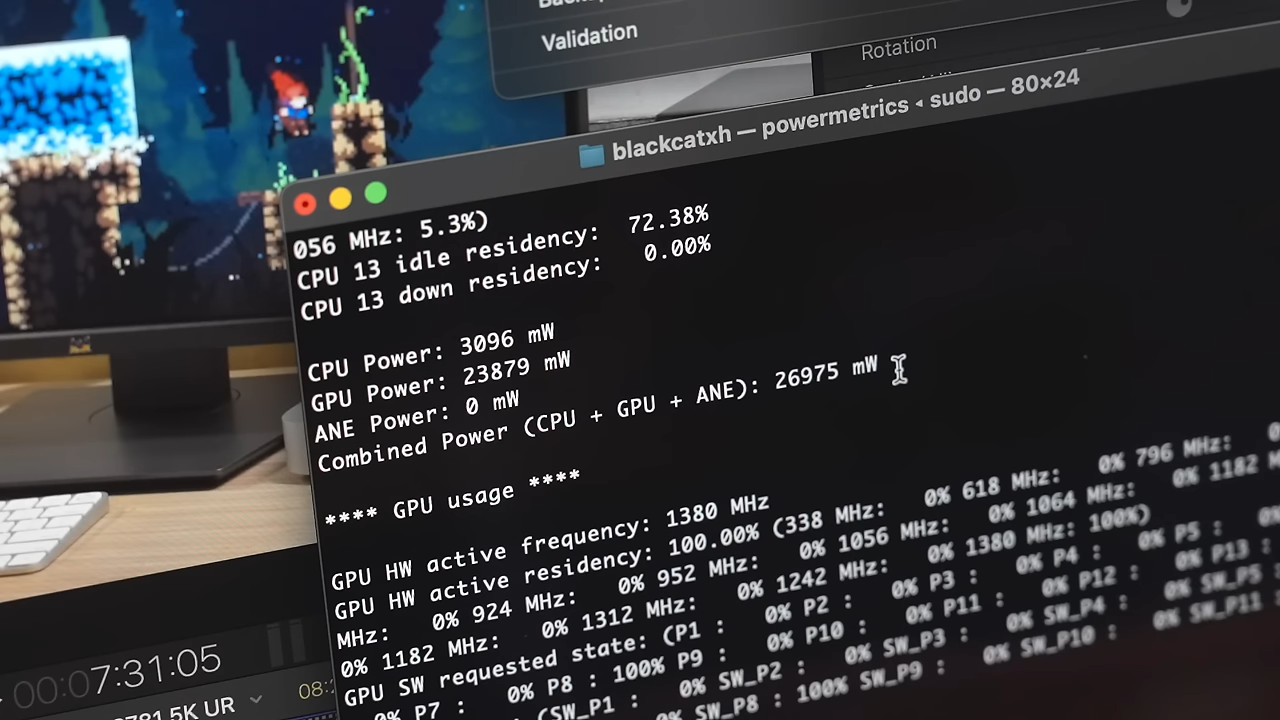 Validation
Rotation
blackcatxh — powermetrics ◂ sudo — 80×24
056 MHz: 5.3%)
CPU 13 idle residency:  72.38%
CPU 13 down residency:   0.00%
CPU Power: 3096 mW
GPU Power: 23879 mW
ANE Power: 0 mW
Combined Power (CPU + GPU + ANE): 26975 mW
**** GPU usage ****
GPU HW active frequency: 1380 MHz
GPU HW active residency: 100.00% (338 MHz:   0% 618 MHz:   0% 796 MHz:
MHz:   0% 924 MHz:   0% 952 MHz:   0% 1056 MHz:   0% 1064 MHz:   0% 1182 MHz:
0% 1182 MHz:   0% 1312 MHz:   0% 1242 MHz:   0% 1380 MHz: 100%)
GPU SW requested state: (P1 :   0% P2 :   0% P3 :   0% P4 :   0% P5 :
0% P7 :   0% P8 : 100% P9 :   0% P10 :   0% P11 :   0% P12 :   0% P13 :
(SW_P1 :   0% SW_P2 :   0% SW_P3 :   0% SW_P4 :   0% SW_P5 :
0% SW_P8 : 100% SW_P9 :   0% SW_P10 :   0% SW_P11 :
00:07:31:05
781.5K UR
08: